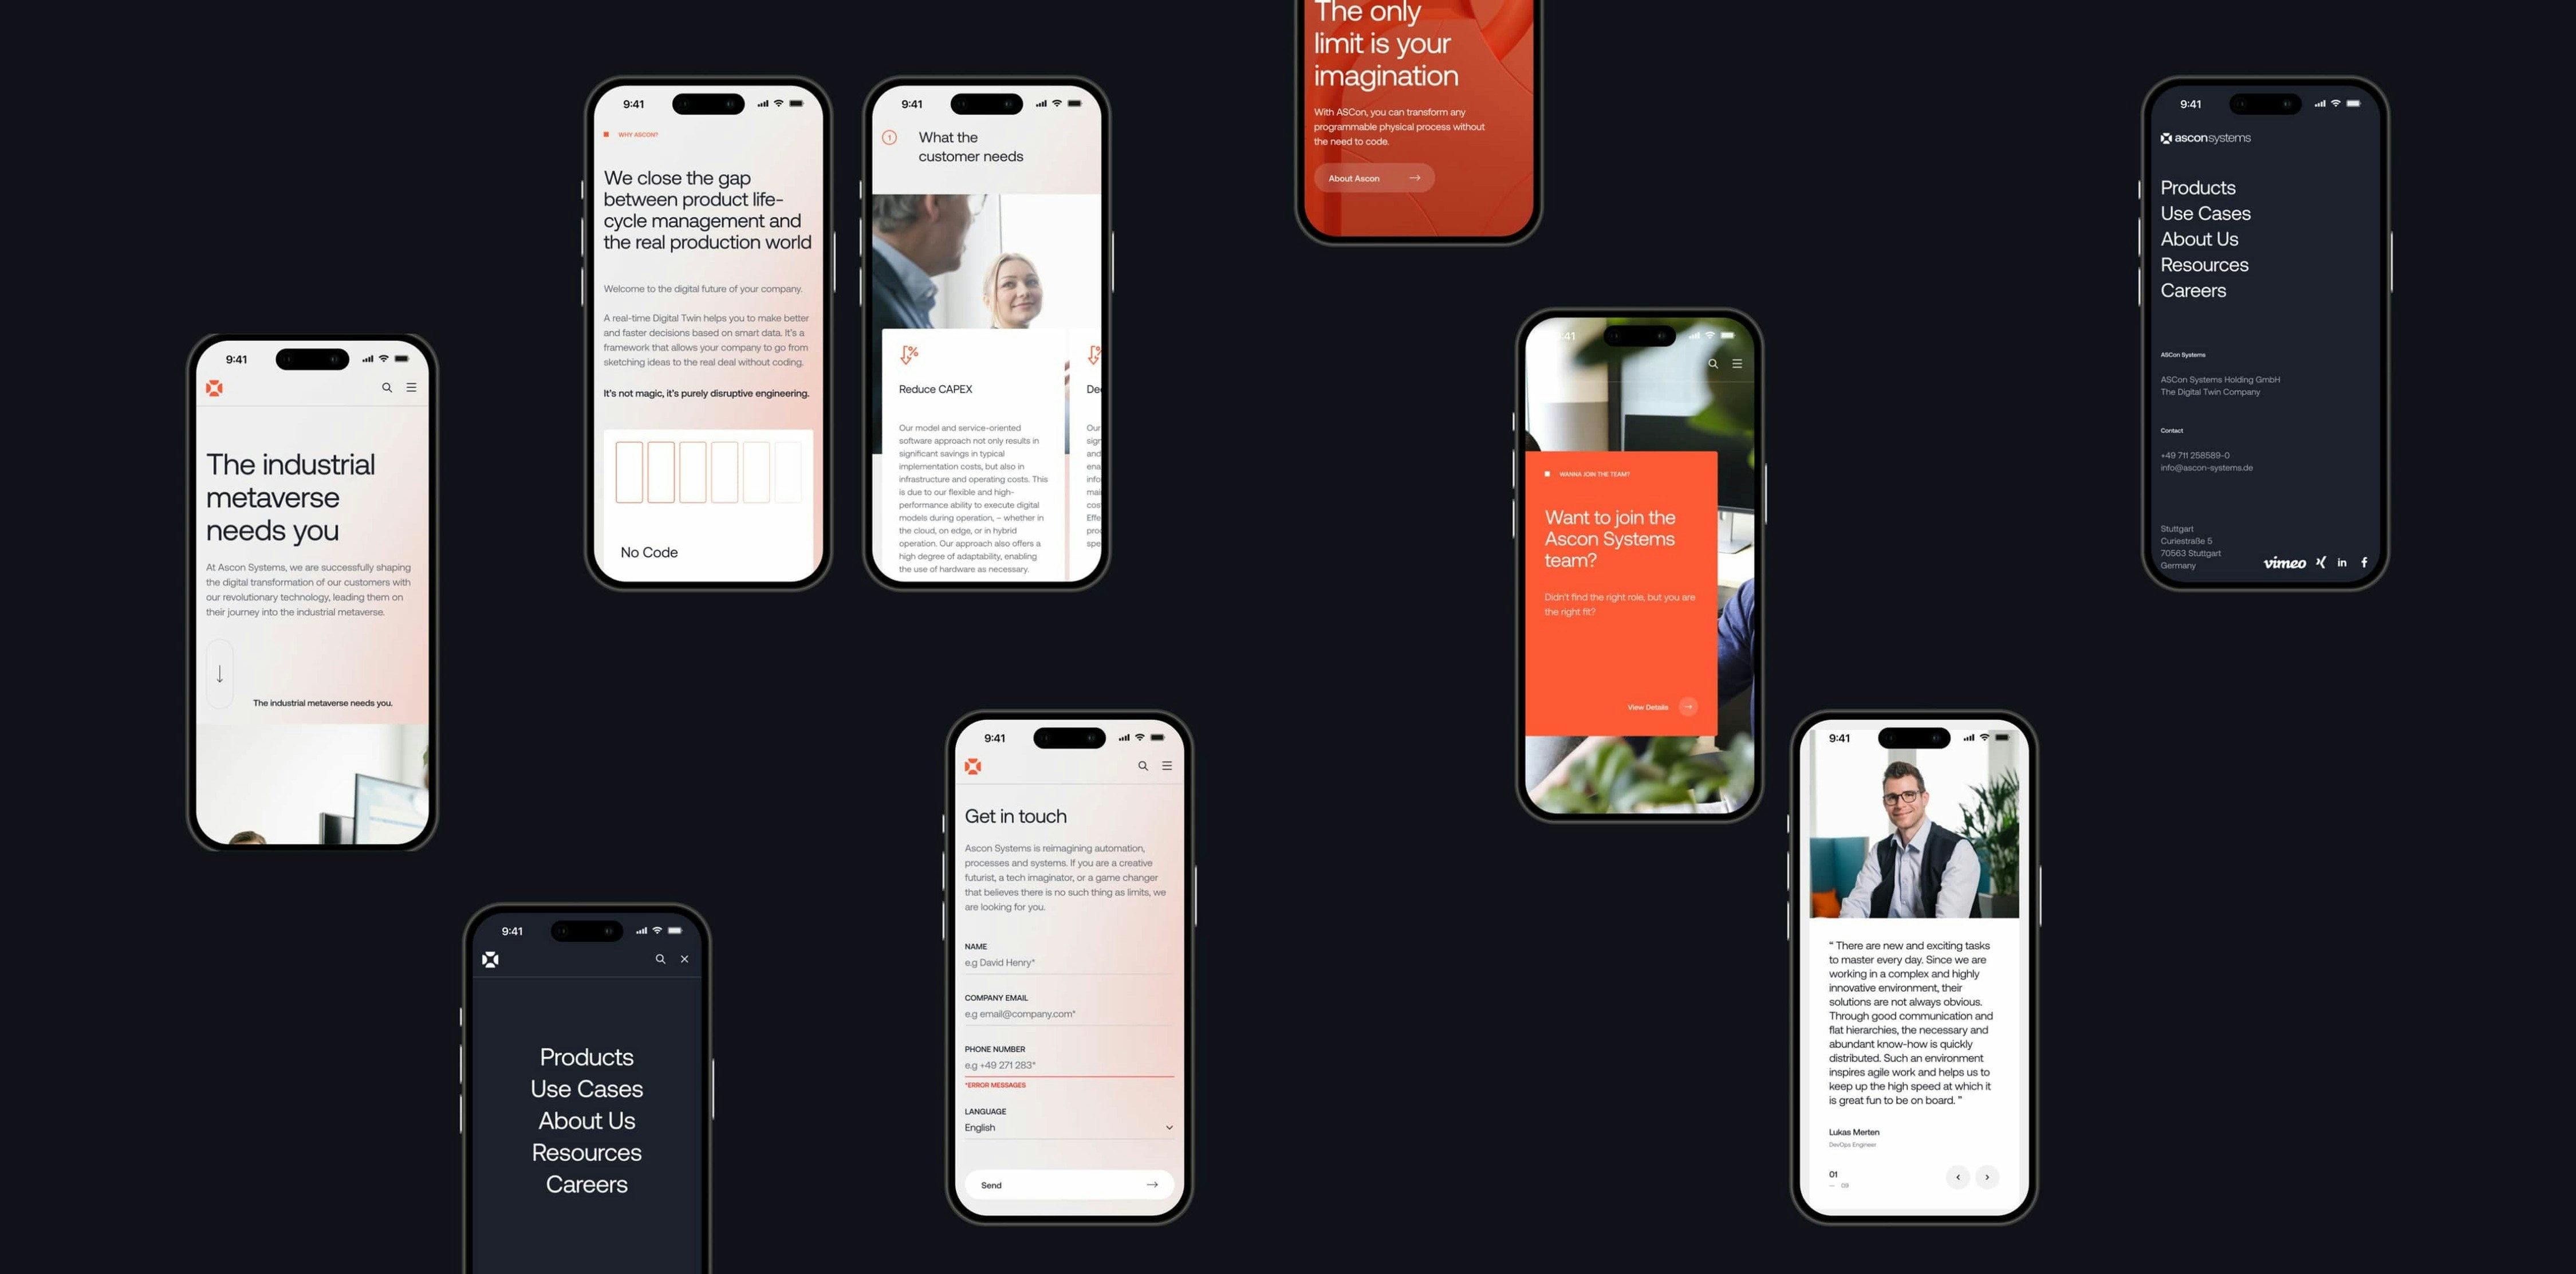 9:41
The industrial
metaverse
needs you
At Ascon Systems, we are successfully shaping
the digital transformation of our customers with
our revolutionary technology, leading them on
their journey into the industrial metaverse.
The industrial metaverse needs you.
9:41
Products
Use Cases
About Us
Resources
Careers
9:41
WHY ASCON?
We close the gap
between product life-
cycle management and
the real production world
Welcome to the digital future of your company.
A real-time Digital Twin helps you to make better
and faster decisions based on smart data. It's a
framework that allows your company to go from
sketching ideas to the real deal without coding.
It's not magic, it's purely disruptive engineering.
No Code
9:41
1
What the
customer needs
%
Reduce CAPEX
Our model and service-oriented
software approach not only results in
significant savings in typical
implementation costs, but also in
infrastructure and operating costs. This
is due to our flexible and high-
performance ability to execute digital
models during operation, – whether in
the cloud, on edge, or in hybrid
operation. Our approach also offers a
high degree of adaptability, enabling
the use of hardware as necessary.
9:41
Get in touch
Ascon Systems is reimagining automation,
processes and systems. If you are a creative
futurist, a tech imaginator, or a game changer
that believes there is no such thing as limits, we
are looking for you.
NAME
e.g David Henry*
COMPANY EMAIL
e.g email@company.com*
PHONE NUMBER
e.g +49 271 283*
*ERROR MESSAGES
LANGUAGE
English
Send
The only
limit is your
imagination
With ASCon, you can transform any
programmable physical process without
the need to code.
About Ascon
:41
WANNA JOIN THE TEAM?
Want to join the
Ascon Systems
team?
Didn't find the right role, but you are
the right fit?
View Details
9:41
" There are new and exciting tasks
to master every day. Since we are
working in a complex and highly
innovative environment, their
solutions are not always obvious.
Through good communication and
flat hierarchies, the necessary and
abundant know-how is quickly
distributed. Such an environment
inspires agile work and helps us to
keep up the high speed at which it
is great fun to be on board. "
Lukas Merten
DevOps Engineer
01
— 09
9:41
asconsystems
Products
Use Cases
About Us
Resources
Careers
ASCon Systems
ASCon Systems Holding GmbH
The Digital Twin Company
Contact
+49 711 258589-0
info@ascon-systems.de
Stuttgart
Curiestraße 5
70563 Stuttgart
Germany
vimeo in f